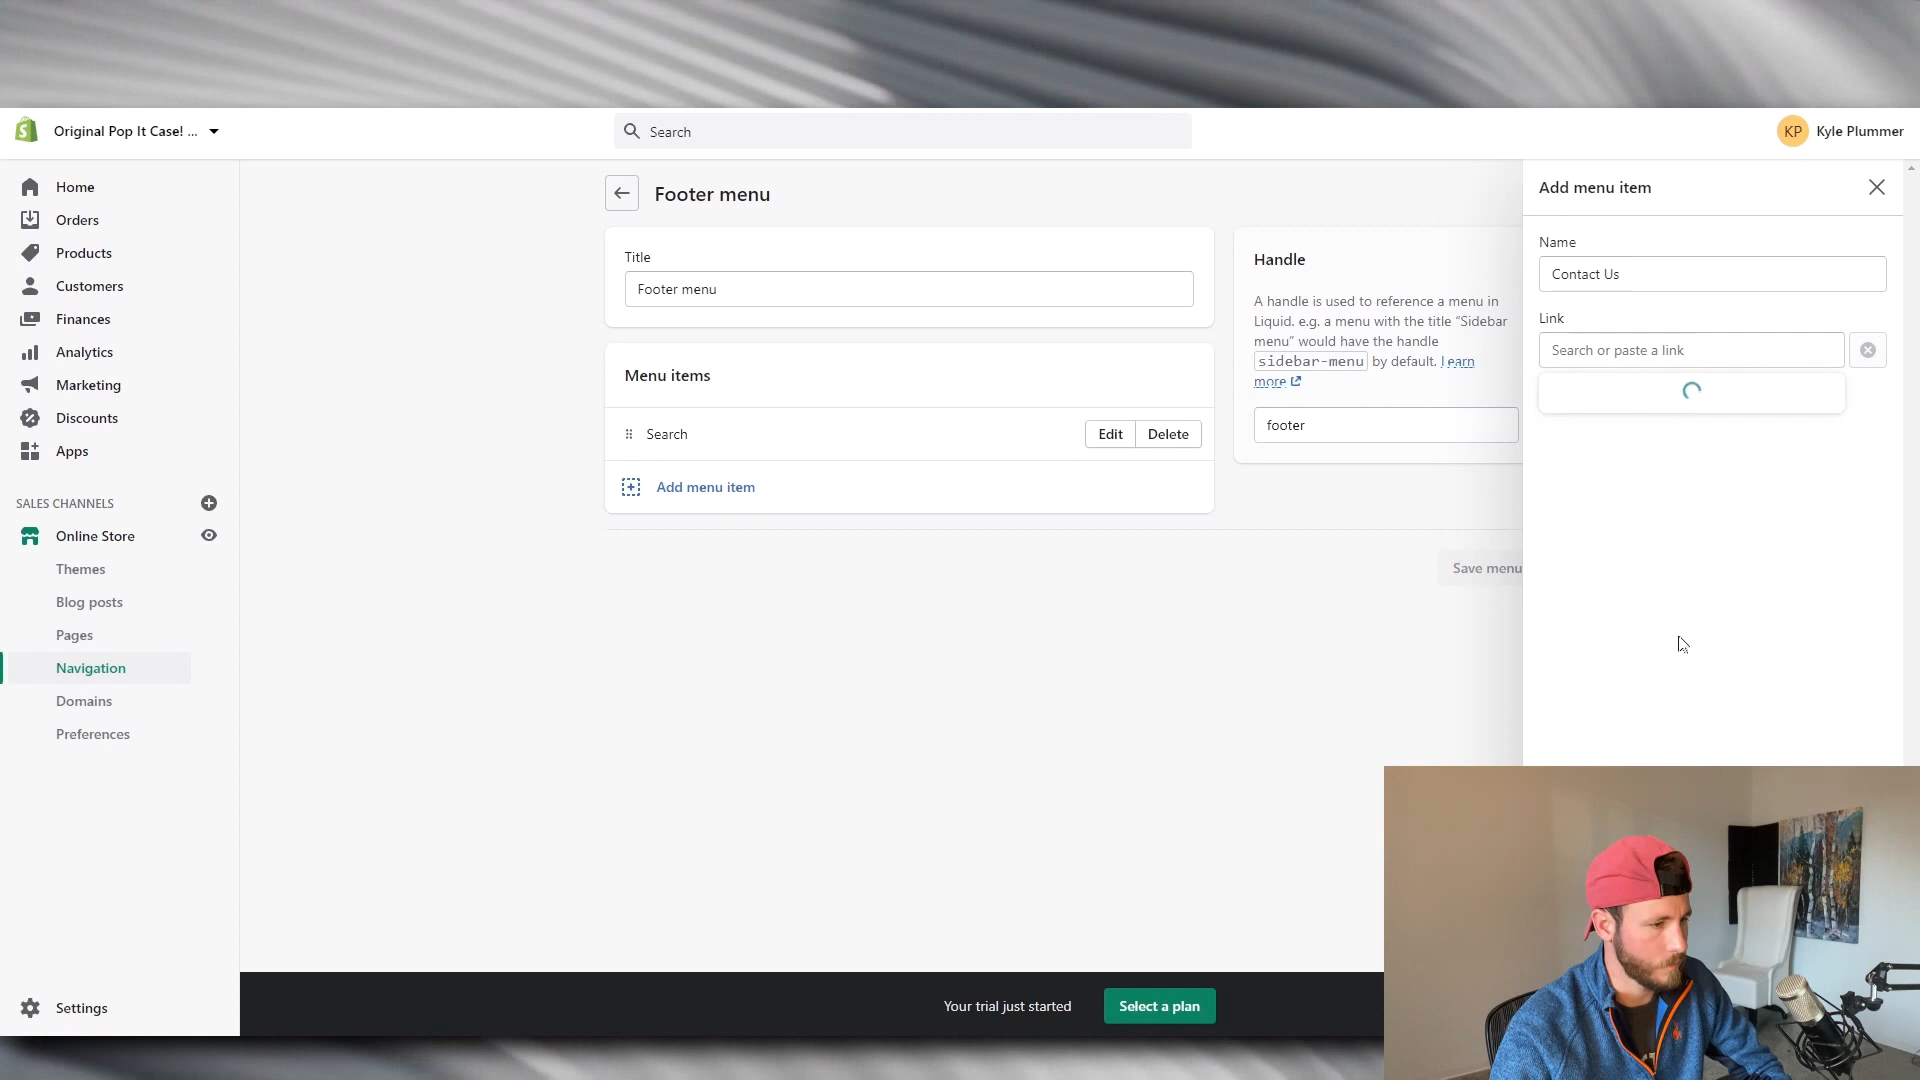 Original Pop It Case! ...
Search
KP
Kyle Plummer
Home
Orders
Products
Customers
Finances
Analytics
Marketing
Discounts
Apps
SALES CHANNELS
Online Store
Themes
Blog posts
Pages
Navigation
Domains
Preferences
Settings
Footer menu
Title
Footer menu
Menu items
Search
Edit
Delete
Add menu item
Handle
A handle is used to reference a menu in
Liquid. e.g. a menu with the title “Sidebar
menu” would have the handle
sidebar-menu by default. Learn
more
footer
Save menu
Add menu item
Name
Contact Us
Link
Search or paste a link
Your trial just started
Select a plan